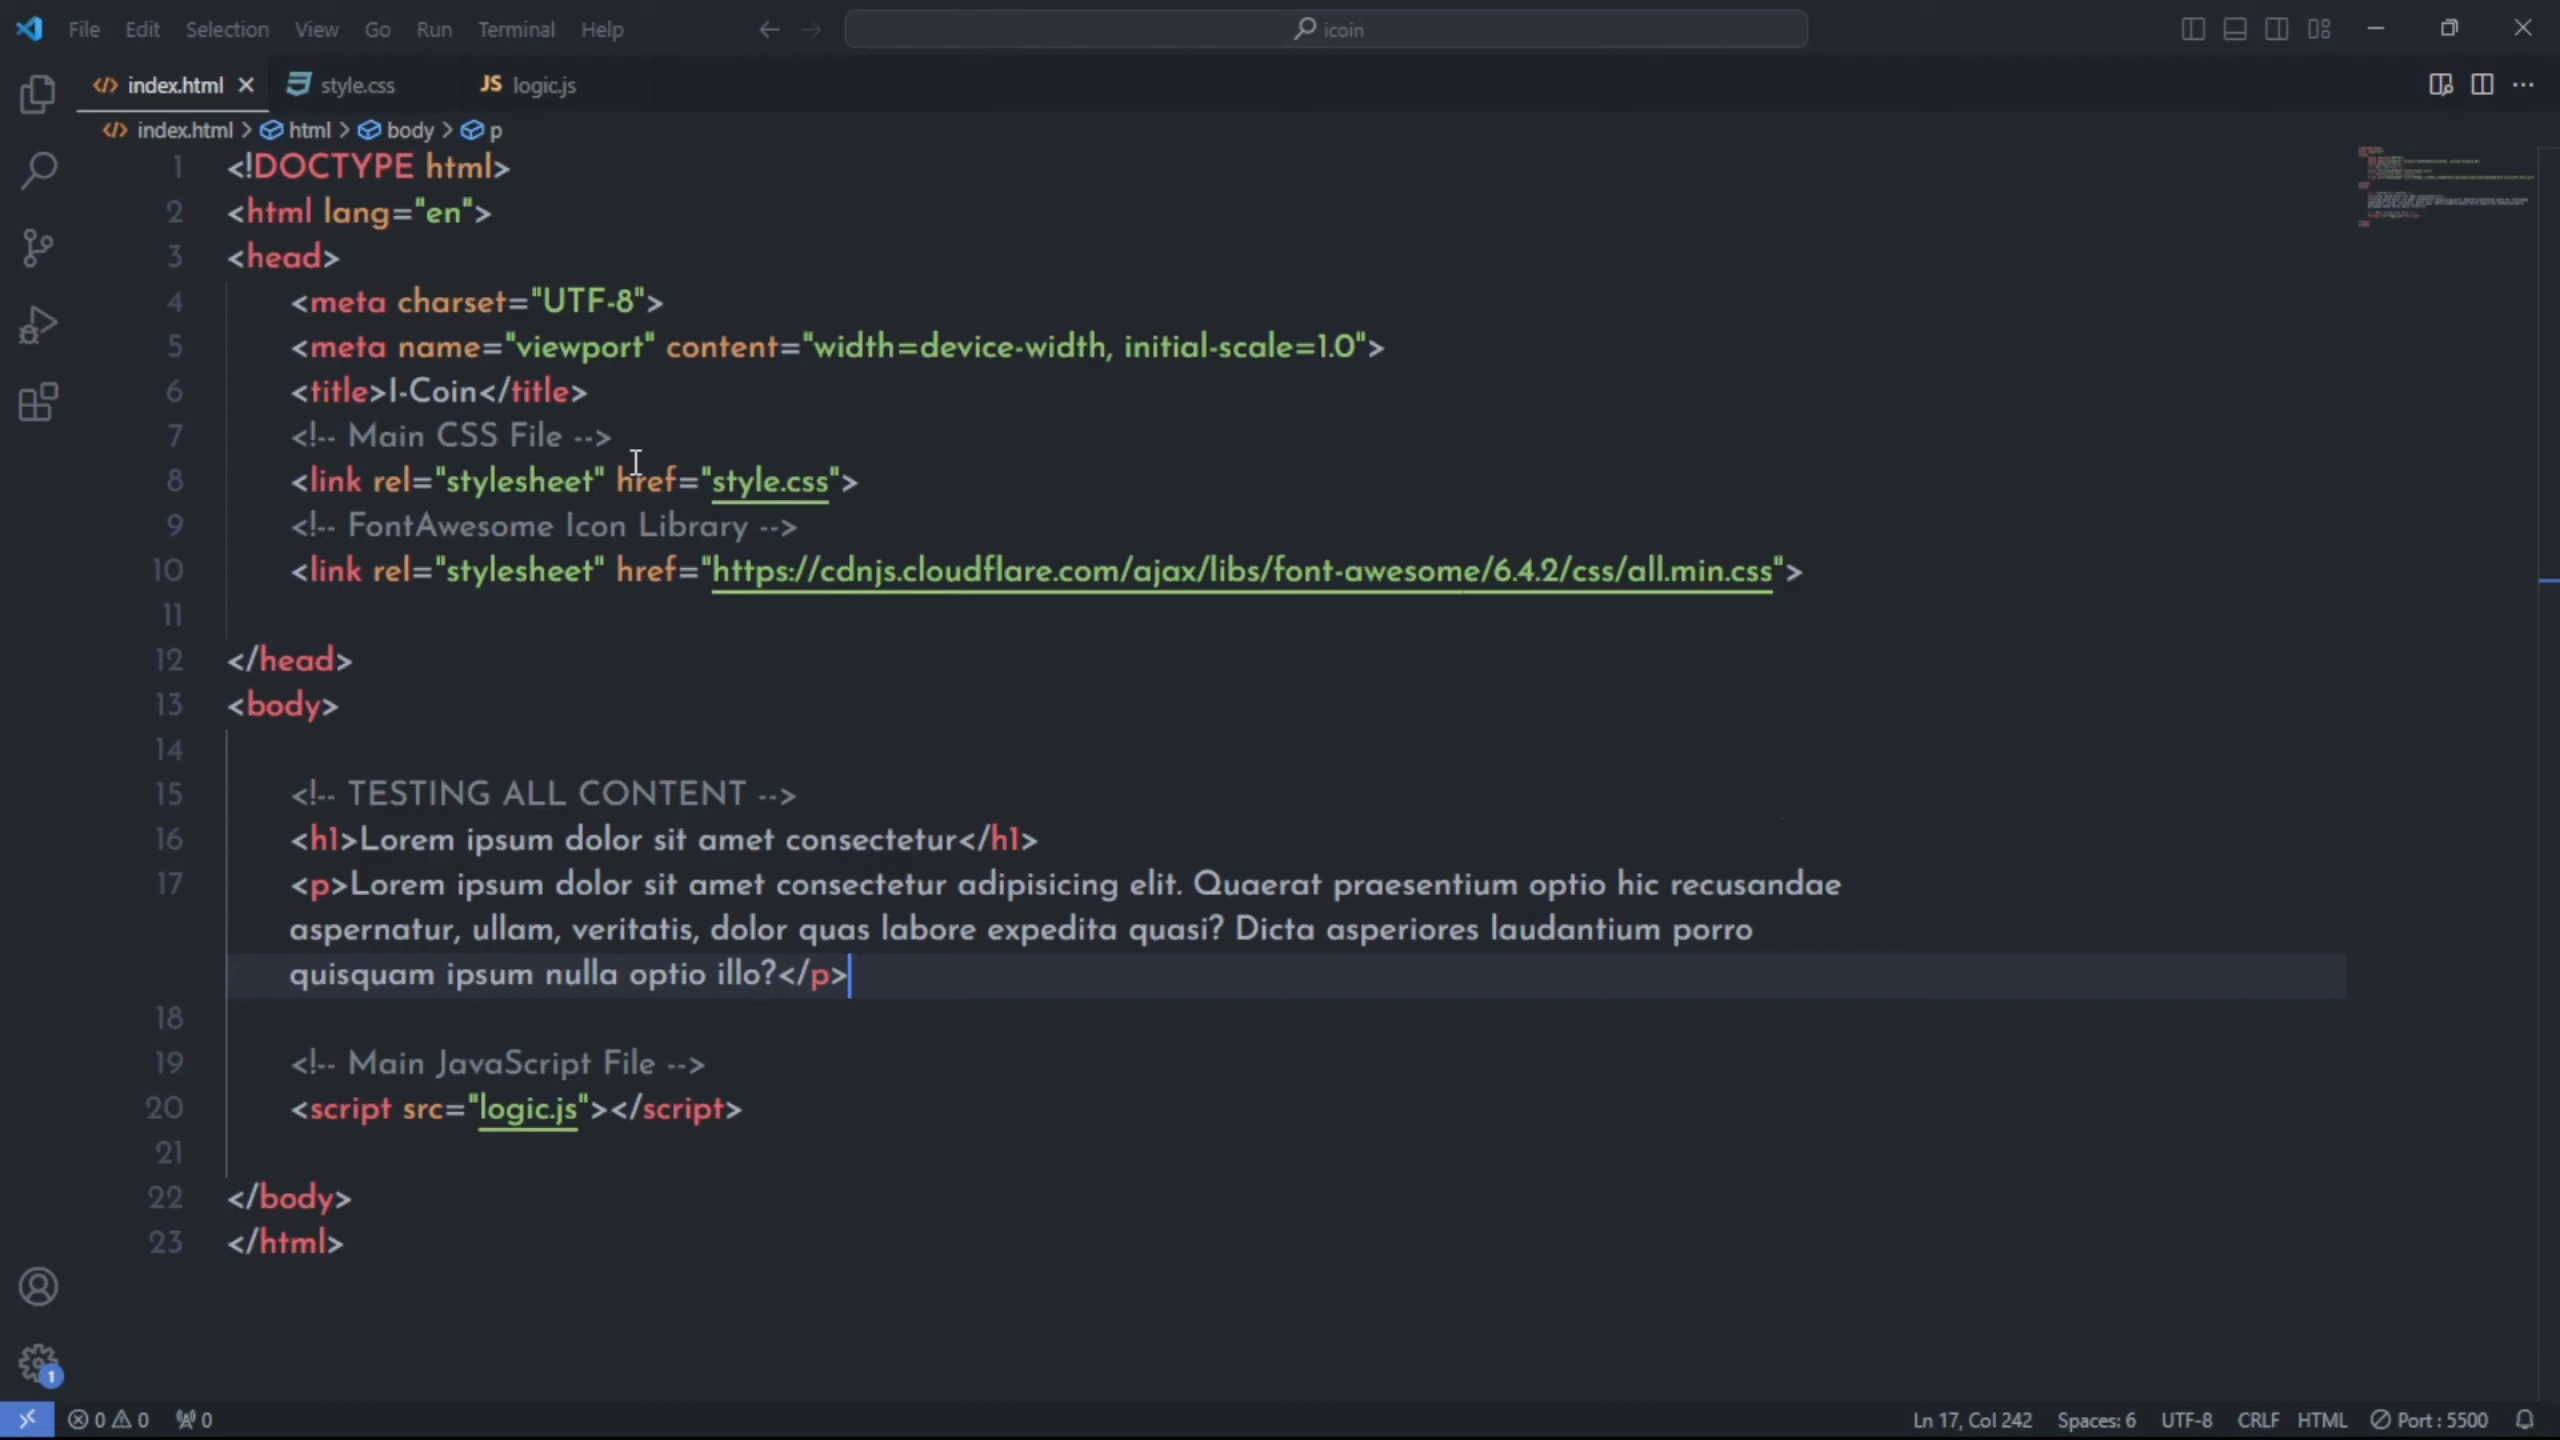 File Edit Selection View Go Run Terminal Help icoin
index.html style.css JS logic.js
index.html > html > body > p
1 <!DOCTYPE html>
2 <html lang="en">
3 <head>
4 <meta charset="UTF-8">
5 <meta name="viewport" content="width=device-width, initial-scale=1.0">
6 <title>I-Coin</title>
7 <!-- Main CSS File -->
8 <link rel="stylesheet" href="style.css">
9 <!-- FontAwesome Icon Library -->
10 <link rel="stylesheet" href="https://cdnjs.cloudflare.com/ajax/libs/font-awesome/6.4.2/css/all.min.css">
11
12 </head>
13 <body>
14
15 <!-- TESTING ALL CONTENT -->
16 <h1>Lorem ipsum dolor sit amet consectetur</h1>
17 <p>Lorem ipsum dolor sit amet consectetur adipisicing elit. Quaerat praesentium optio hic recusandae
aspernatur, ullam, veritatis, dolor quas labore expedita quasi? Dicta asperiores laudantium porro
quisquam ipsum nulla optio illo?</p>
18
19 <!-- Main JavaScript File -->
20 <script src="logic.js"></script>
21
22 </body>
23 </html>
1
0 0 0 Ln 17, Col 242 Spaces: 6 UTF-8 CRLF HTML Port : 5500